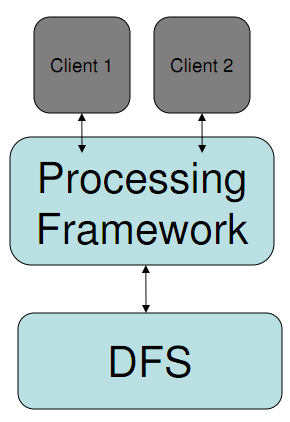 Client 1
Client 2
Processing
Framework
DFS